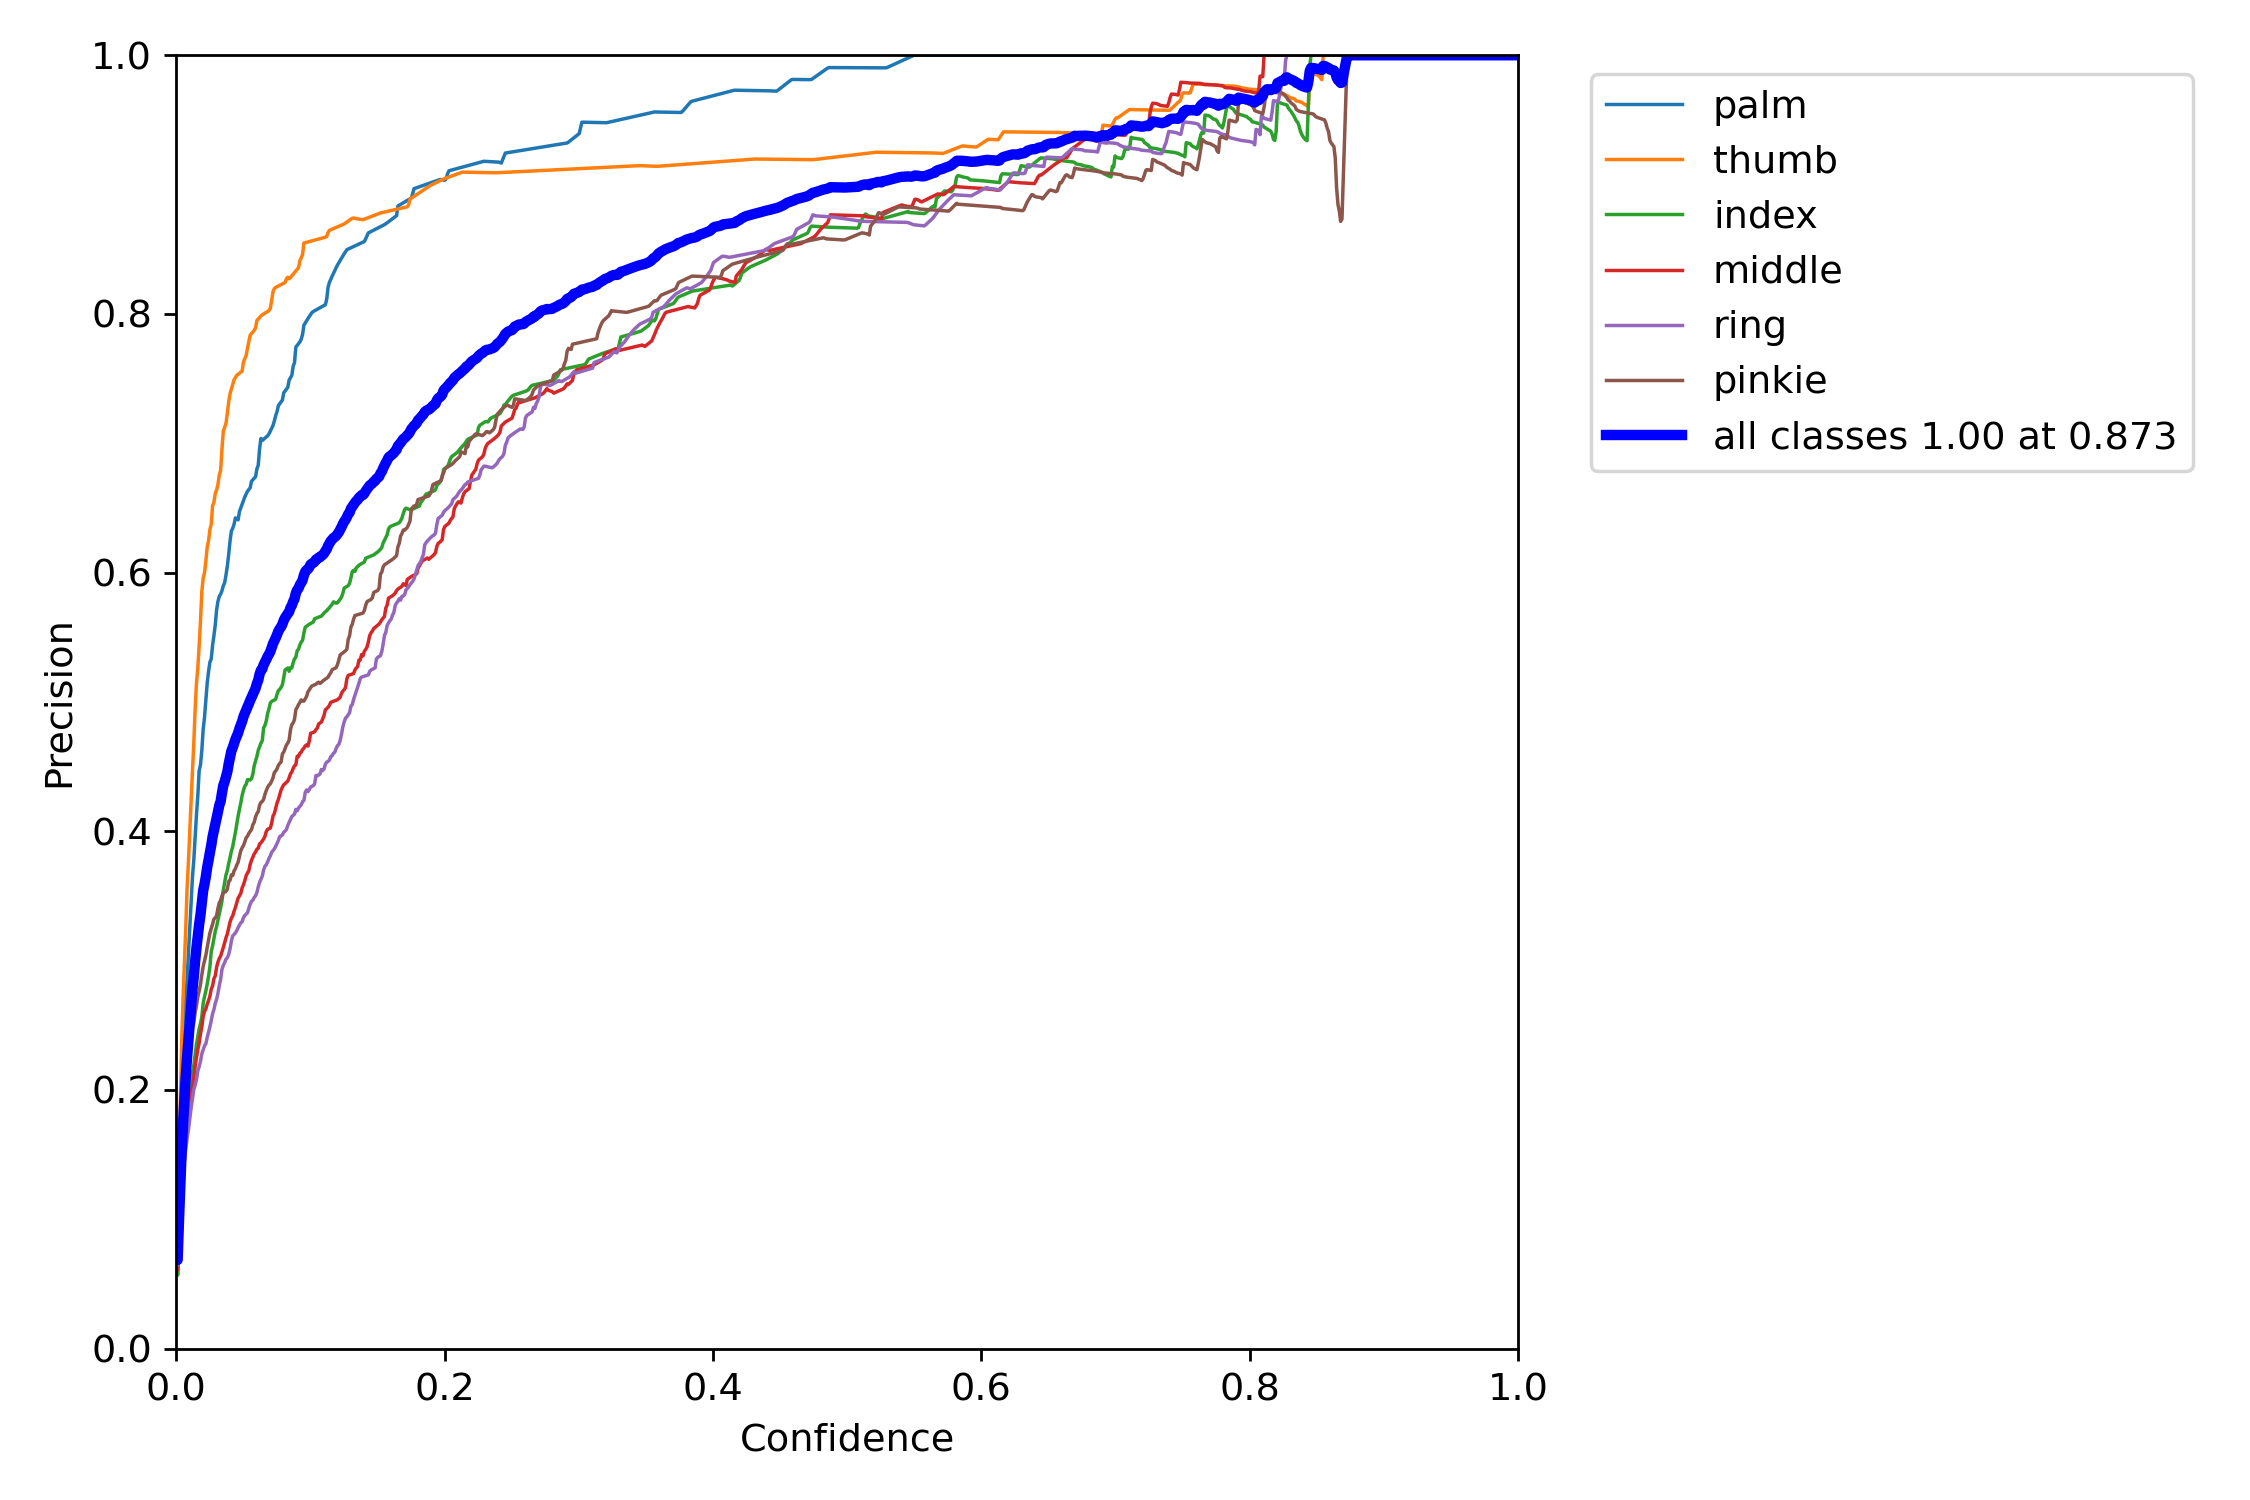 1.0
0.8
0.6
0.4
0.2
0.0
Precision
0.0 0.2 0.4 0.6 0.8 1.0
Confidence
palm
thumb
index
middle
ring
pinkie
all classes 1.00 at 0.873